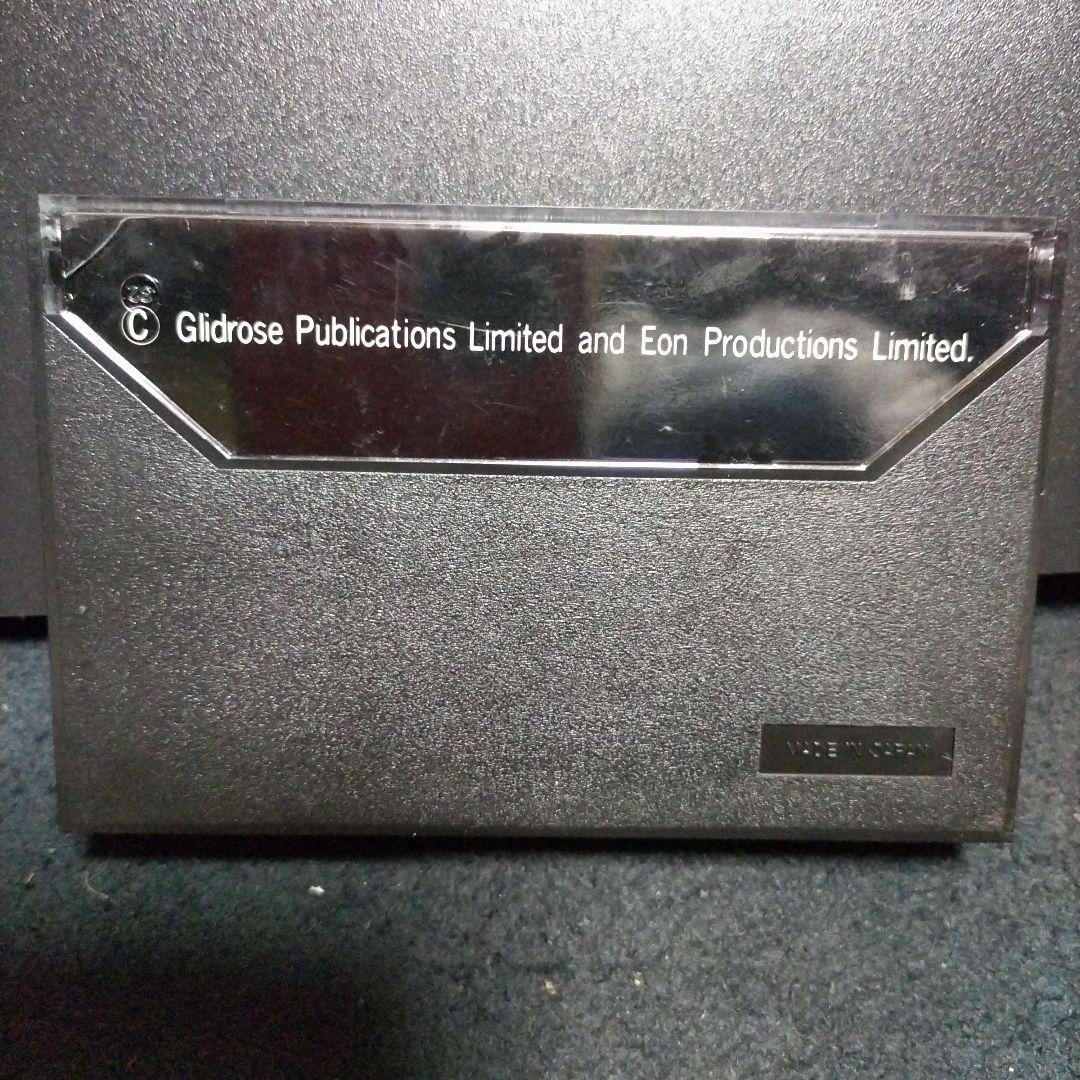 © Glidrose Publications Limited and Eon Productions Limited.
MADE IN JAPAN